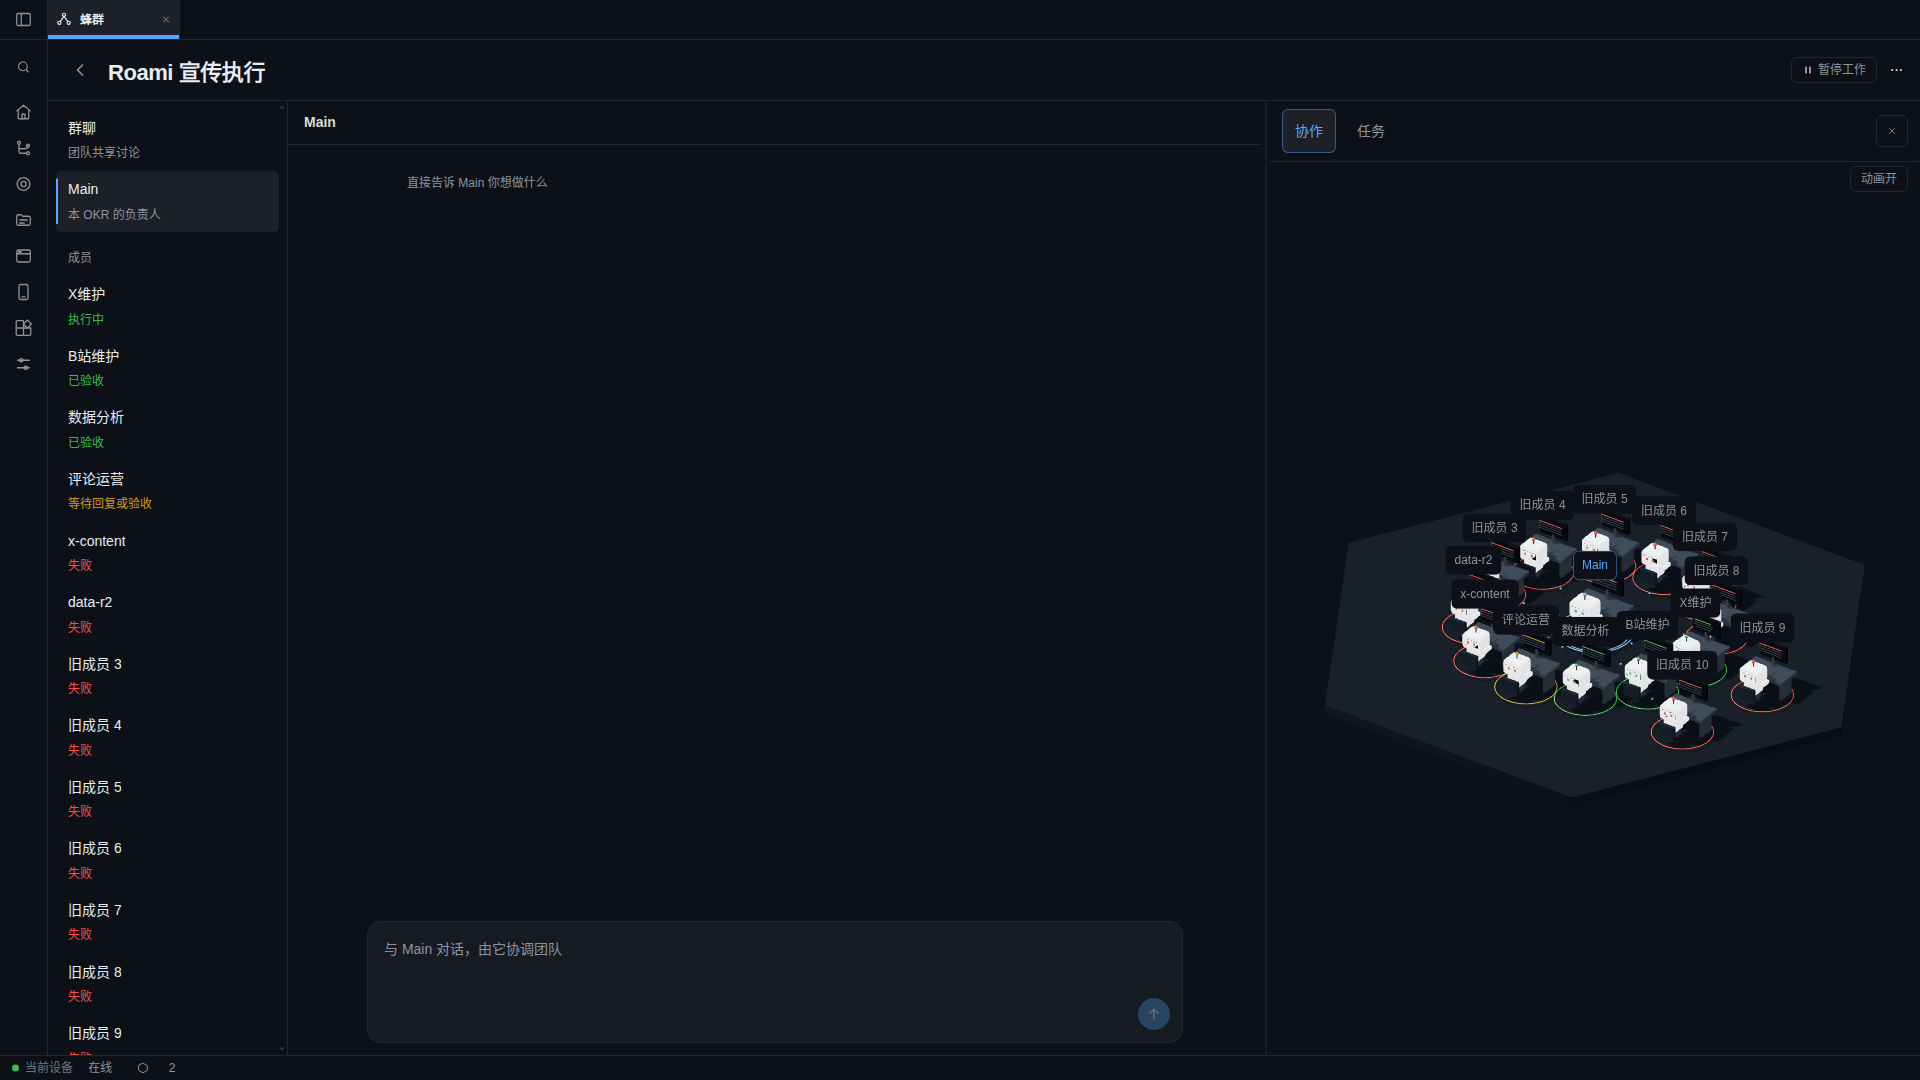 蜂群
Roami 宣传执行
暂停工作
群聊
团队共享讨论
Main
本 OKR 的负责人
成员
X维护
执行中
B站维护
已验收
数据分析
已验收
评论运营
等待回复或验收
x-content
失败
data-r2
失败
旧成员 3
失败
旧成员 4
失败
旧成员 5
失败
旧成员 6
失败
旧成员 7
失败
旧成员 8
失败
旧成员 9
Main
直接告诉 Main 你想做什么
与 Main 对话，由它协调团队
协作
任务
动画开
旧成员 5
旧成员 4
旧成员 6
旧成员 3
旧成员 7
data-r2
Main
旧成员 8
x-content
X维护
评论运营
数据分析
B站维护
旧成员 9
旧成员 10
当前设备
在线
2